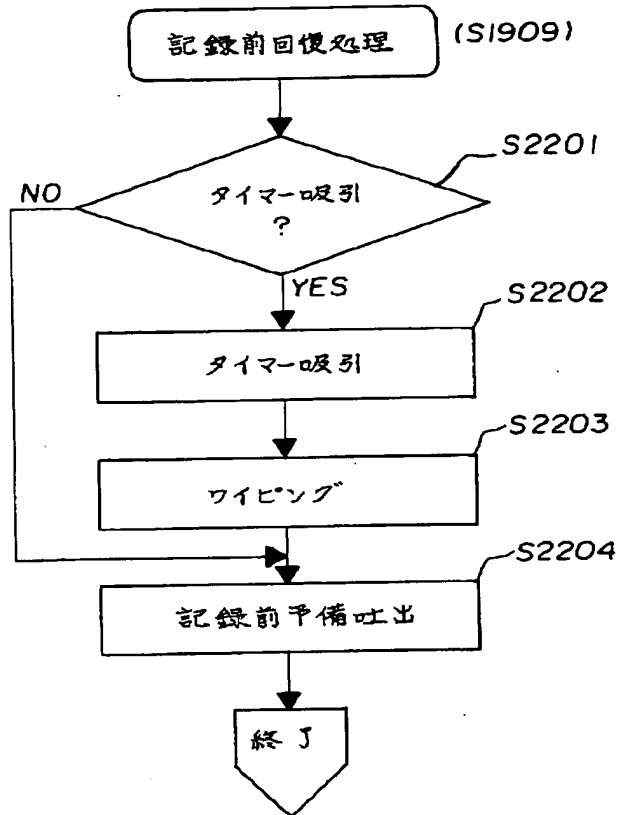 記録前回復処理 (S1909)
S2201
タイマー吸引
?
NO
YES
S2202
タイマー吸引
S2203
ワイピング
S2204
記録前予備吐出
終了